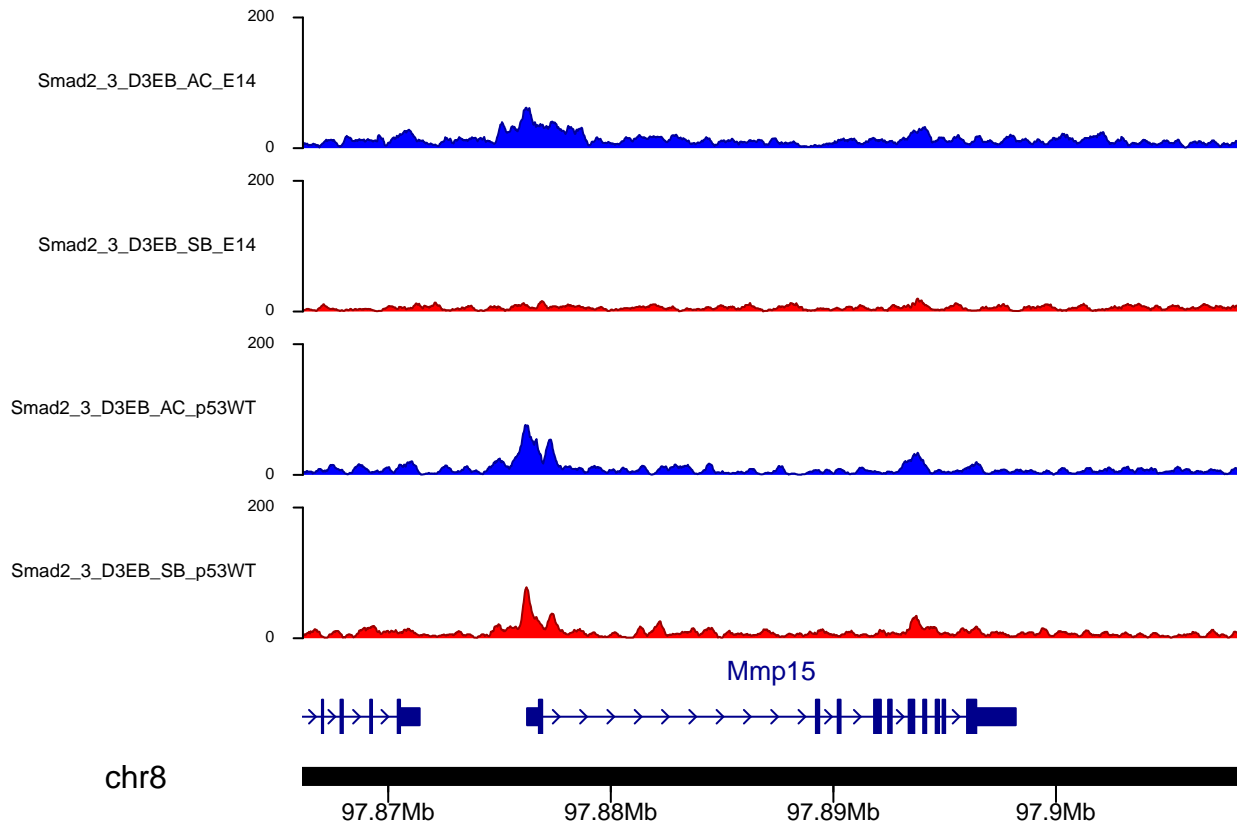 200
Smad2_3_D3EB_AC_E14
0
200
Smad2_3_D3EB_SB_E14
0
200
Smad2_3_D3EB_AC_p53WT
0
200
Smad2_3_D3EB_SB_p53WT
0
Mmp15
chr8
97.87Mb 97.88Mb 97.89Mb 97.9Mb